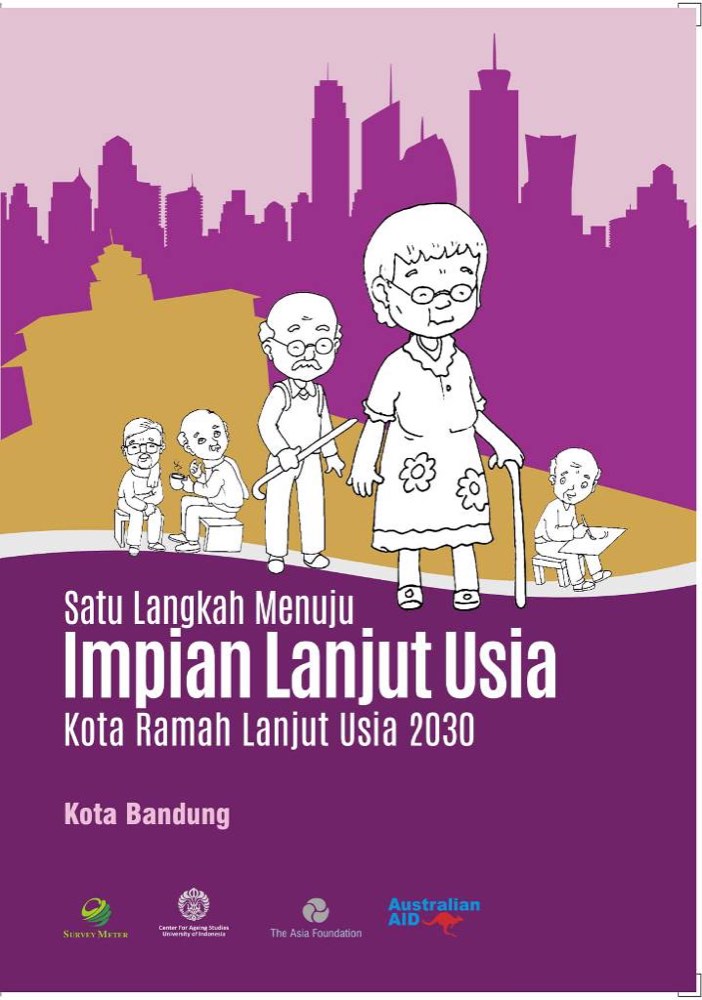 Satu Langkah Menuju
Impian Lanjut Usia
Kota Ramah Lanjut Usia 2030
Kota Bandung
SURVEY METER
Center For Ageing Studies
University of Indonesia
The Asia Foundation
Australian
AID